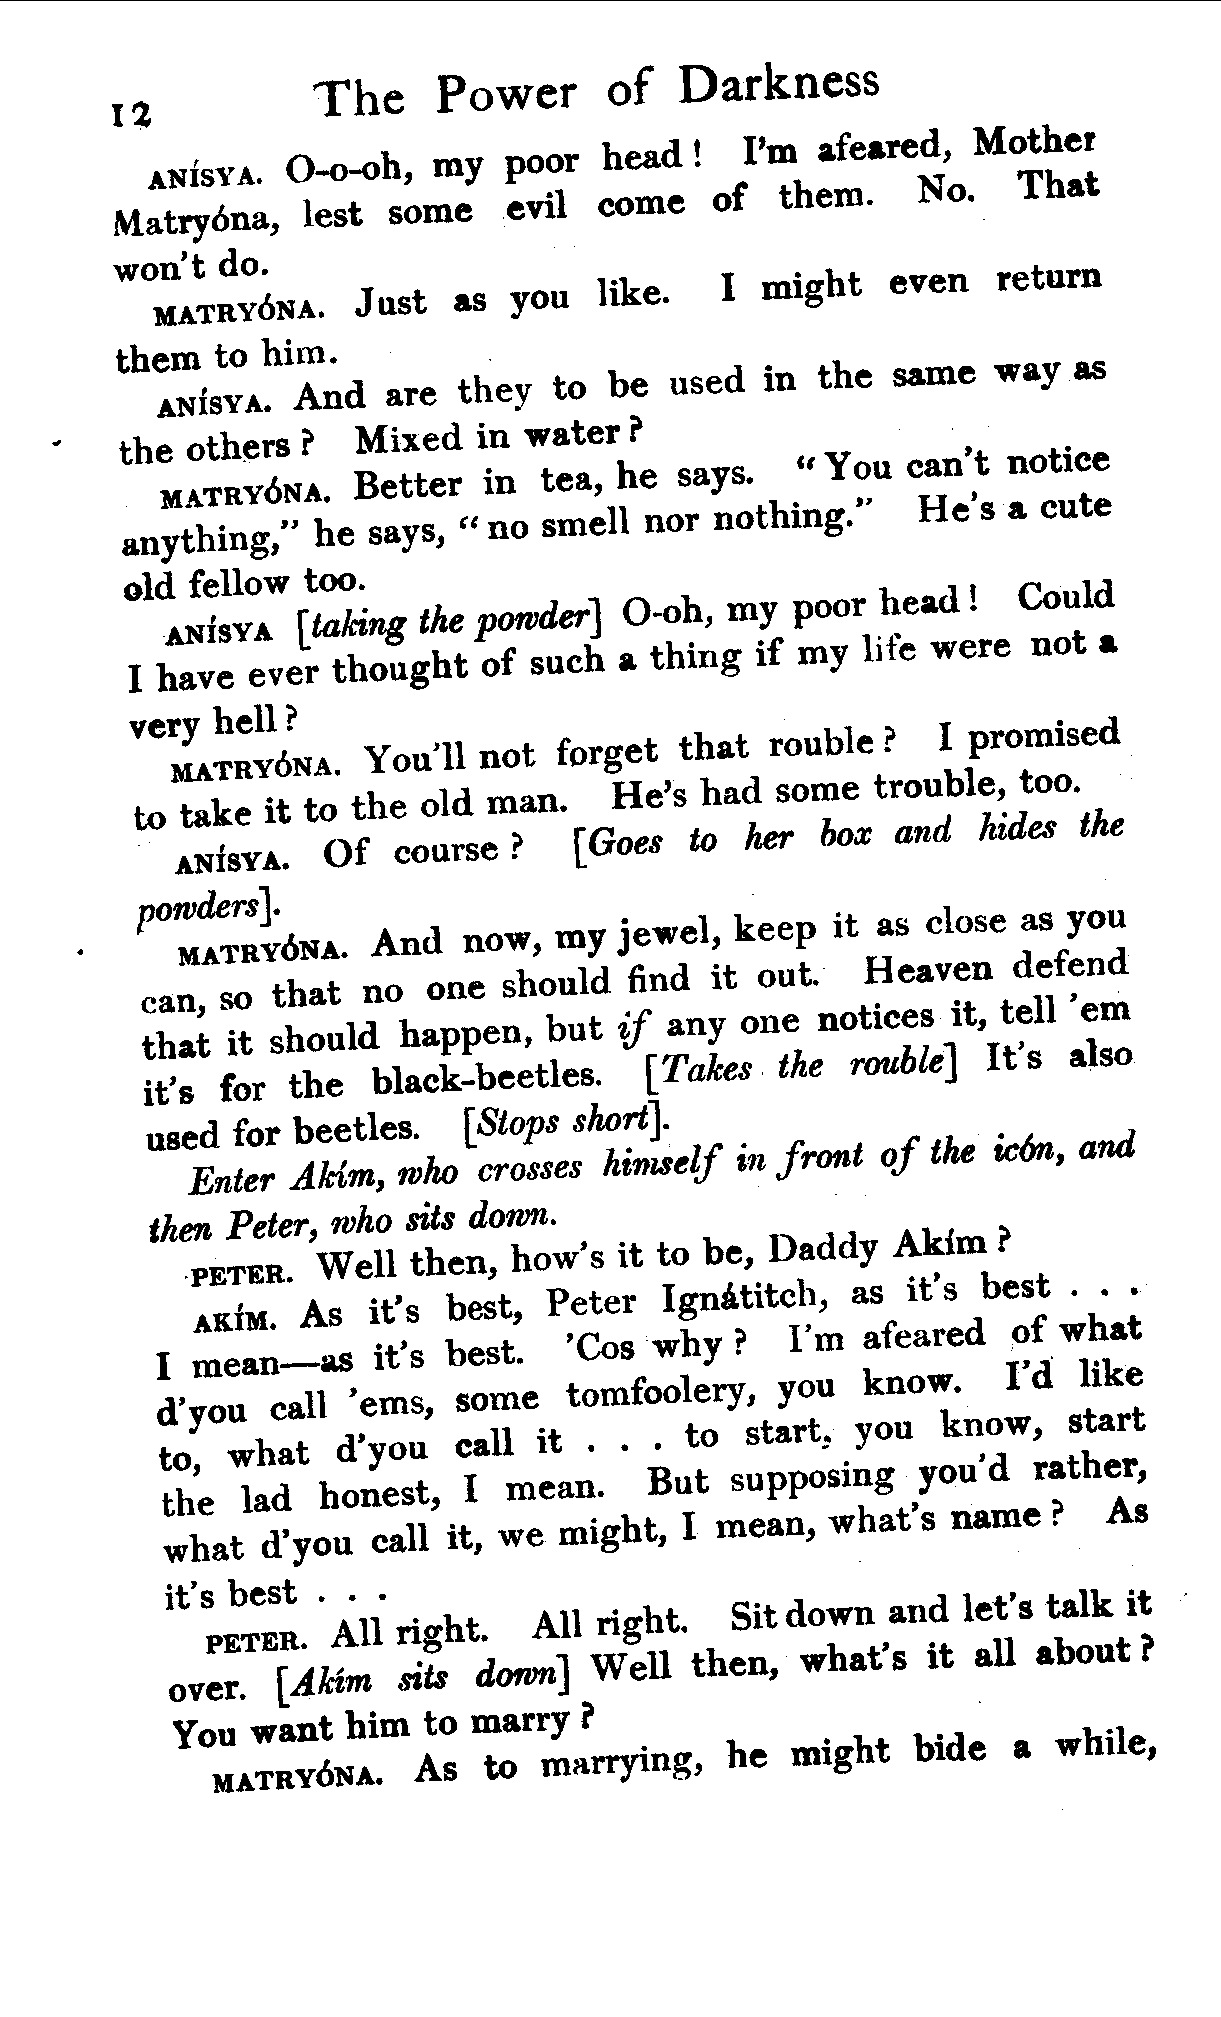 12 The Power of Darkness
ANÍSYA. O-o-oh, my poor head! I'm afeared, Mother
Matryóna, lest some evil come of them. No. That
won't do.
MATRYÓNA. Just as you like. I might even return
them to him.
ANÍSYA. And are they to be used in the same way as
the others? Mixed in water?
MATRYÓNA. Better in tea, he says. "You can't notice
anything," he says, "no smell nor nothing." He's a cute
old fellow too.
ANÍSYA [taking the powder] O-oh, my poor head! Could
I have ever thought of such a thing if my life were not a
very hell?
MATRYÓNA. You'll not forget that rouble? I promised
to take it to the old man. He's had some trouble, too.
ANÍSYA. Of course? [Goes to her box and hides the
powders].
MATRYÓNA. And now, my jewel, keep it as close as you
can, so that no one should find it out. Heaven defend
that it should happen, but if any one notices it, tell 'em
it's for the black-beetles. [Takes the rouble] It's also
used for beetles. [Stops short].
Enter Akím, who crosses himself in front of the icón, and
then Peter, who sits down.
PETER. Well then, how's it to be, Daddy Akím?
AKÍM. As it's best, Peter Ignátitch, as it's best . . .
I mean—as it's best. 'Cos why? I'm afeared of what
d'you call 'ems, some tomfoolery, you know. I'd like
to, what d'you call it . . . to start, you know, start
the lad honest, I mean. But supposing you'd rather,
what d'you call it, we might, I mean, what's name? As
it's best . . .
PETER. All right. All right. Sit down and let's talk it
over. [Akím sits down] Well then, what's it all about?
You want him to marry?
MATRYÓNA. As to marrying, he might bide a while,